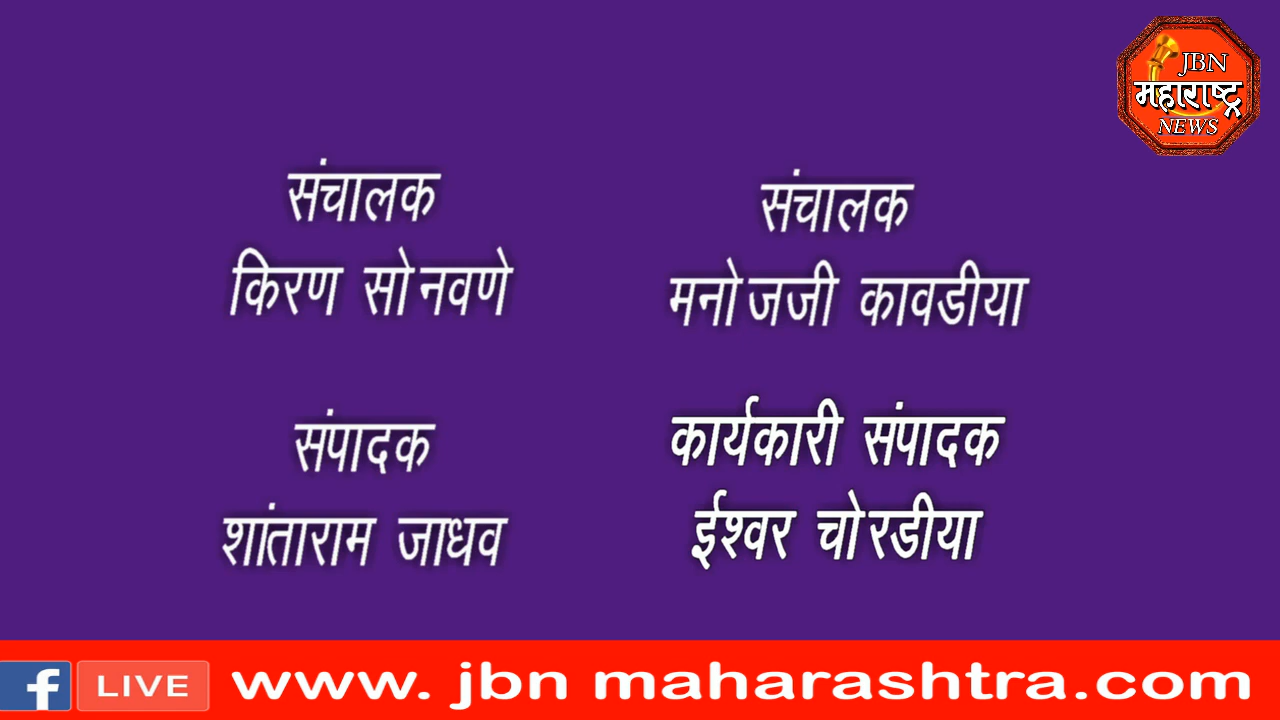 JBN
महाराष्ट्र
NEWS
संचालक
किरण सोनवणे
संचालक
मनोजजी कावडीया
संपादक
शांताराम जाधव
कार्यकारी संपादक
ईश्वर चोरडीया
f LIVE www. jbn maharashtra.com